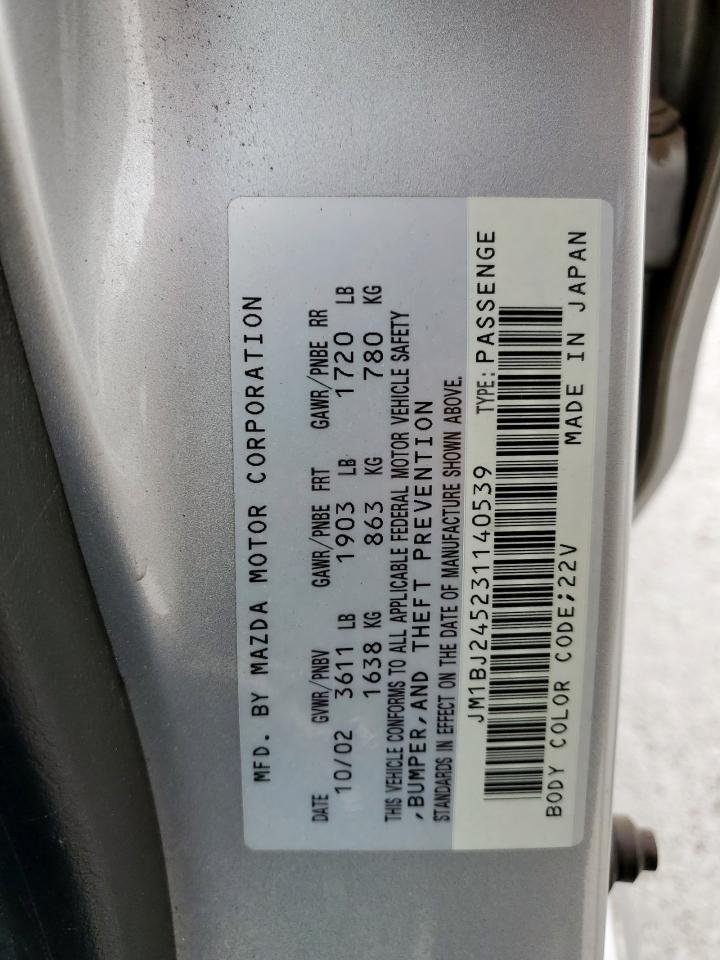 MFD. BY MAZDA MOTOR CORPORATION
DATE GVWR/PNBV GAWR/PNBE FRT GAWR/PNBE RR
10/02 3611 LB 1903 LB 1720 LB
1638 KG 863 KG 780 KG
THIS VEHICLE CONFORMS TO ALL APPLICABLE FEDERAL MOTOR VEHICLE SAFETY
,BUMPER,AND THEFT PREVENTION
STANDARDS IN EFFECT ON THE DATE OF MANUFACTURE SHOWN ABOVE.
JM1BJ245231140539 TYPE:PASSENGE
BODY COLOR CODE;22V MADE IN JAPAN